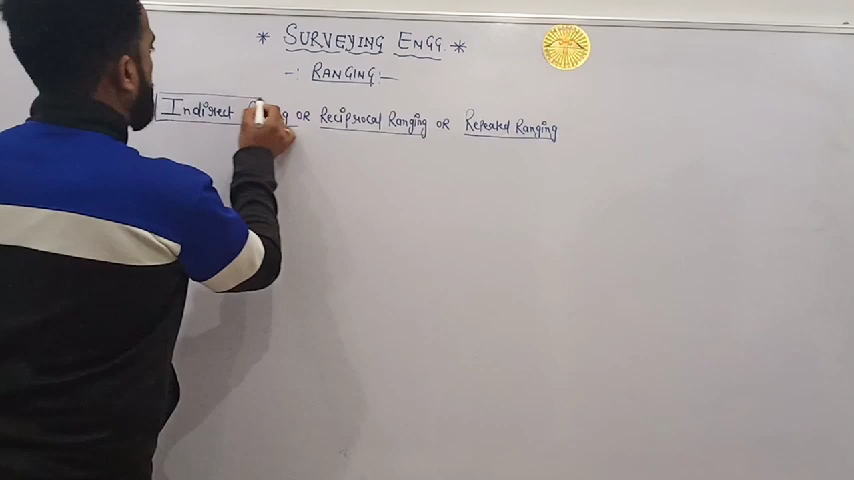 * SURVEYING ENGG. *
-: RANGING :-
Indirect OR Reciprocal Ranging OR Repeated Ranging